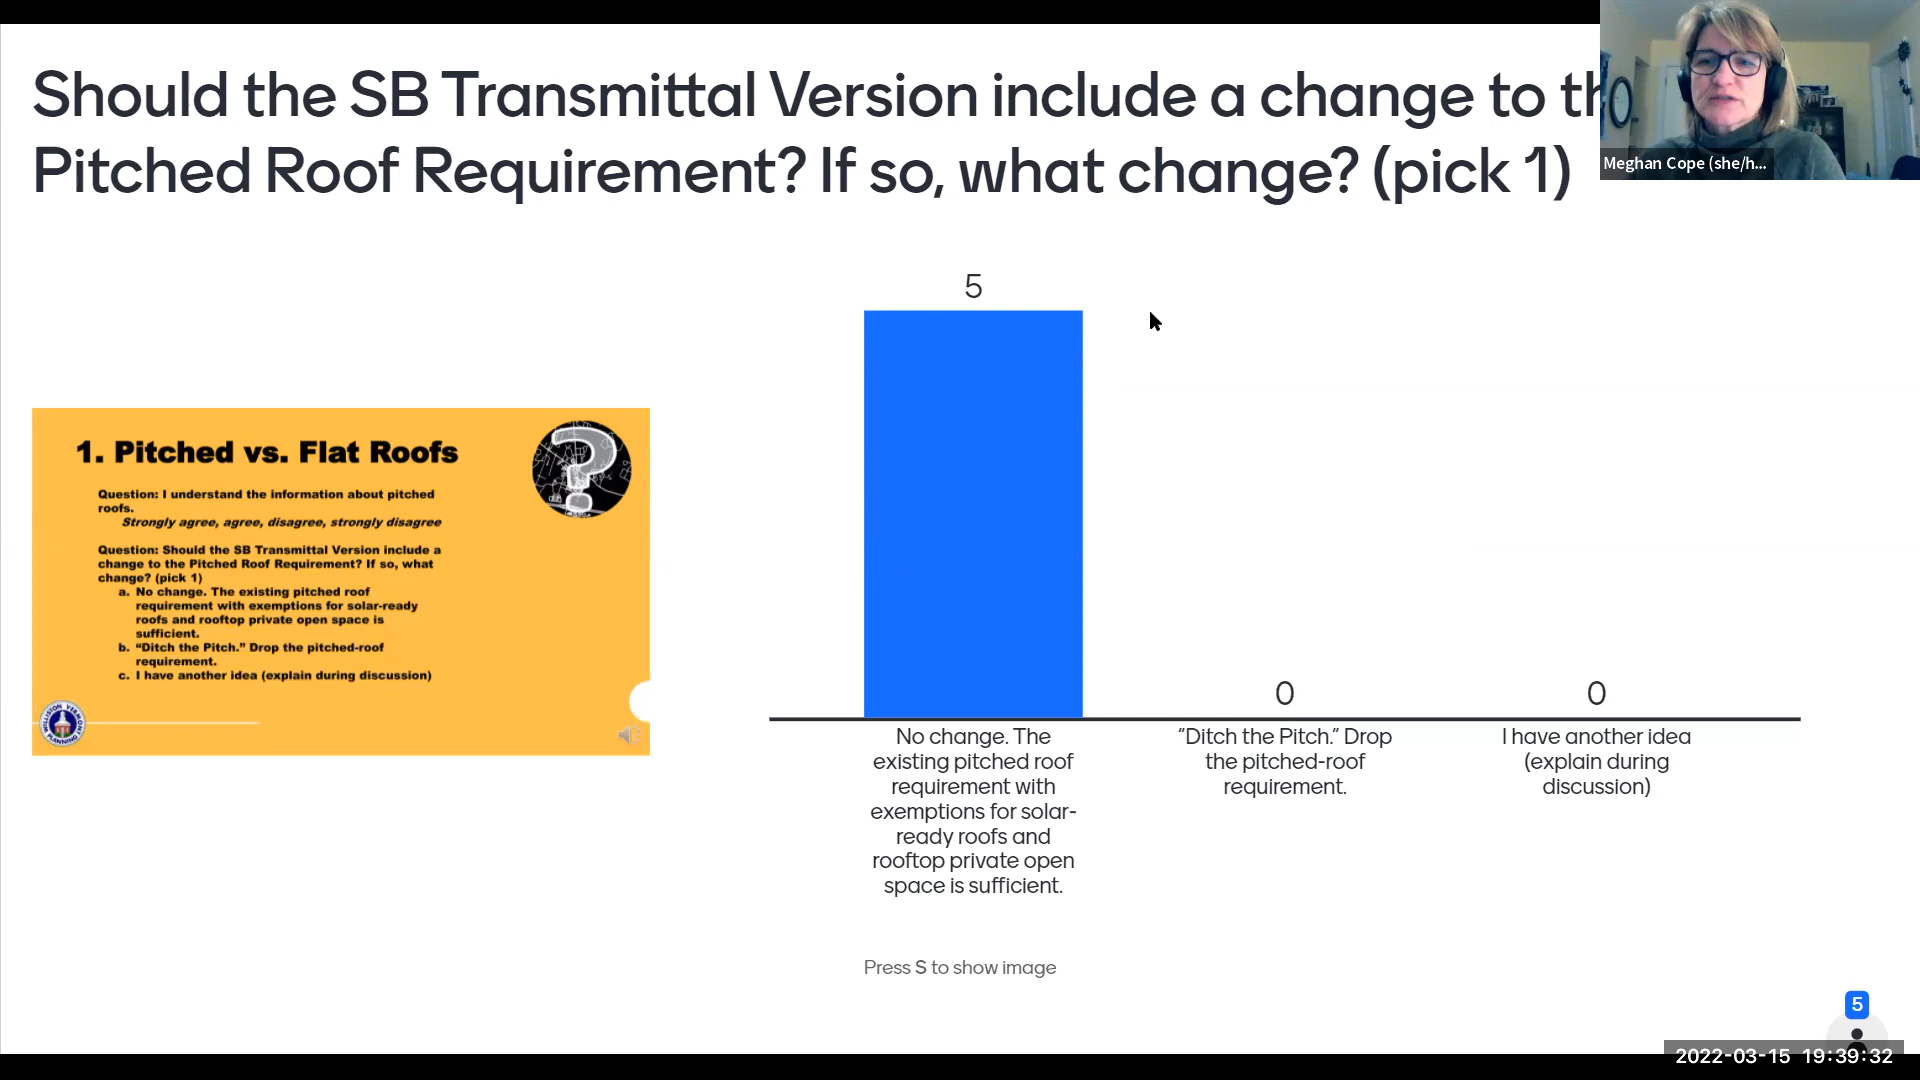 Should the SB Transmittal Version include a change to th
Pitched Roof Requirement? If so, what change? (pick 1)
Meghan Cope (she/h...
5
1. Pitched vs. Flat Roofs
Question: I understand the information about pitched
roofs.
Strongly agree, agree, disagree, strongly disagree
Question: Should the SB Transmittal Version include a
change to the Pitched Roof Requirement? If so, what
change? (pick 1)
a. No change. The existing pitched roof
requirement with exemptions for solar-ready
roofs and rooftop private open space is
sufficient.
b. “Ditch the Pitch.” Drop the pitched-roof
requirement.
c. I have another idea (explain during discussion)
0
0
No change. The
existing pitched roof
requirement with
exemptions for solar-
ready roofs and
rooftop private open
space is sufficient.
“Ditch the Pitch.” Drop
the pitched-roof
requirement.
I have another idea
(explain during
discussion)
Press S to show image
5
2022-03-15 19:39:32